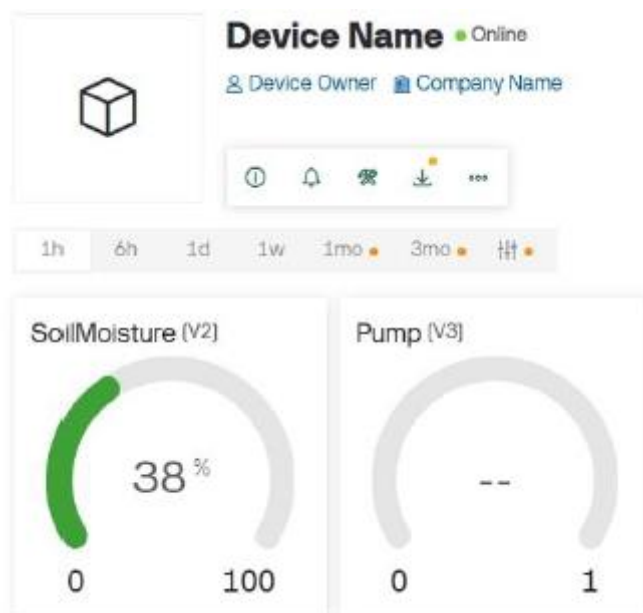 Device Name Online
Device Owner Company Name
1h 6h 1d 1w 1mo 3mo
SoilMoisture (V2) Pump (V3)
38 % --
0 100 0 1